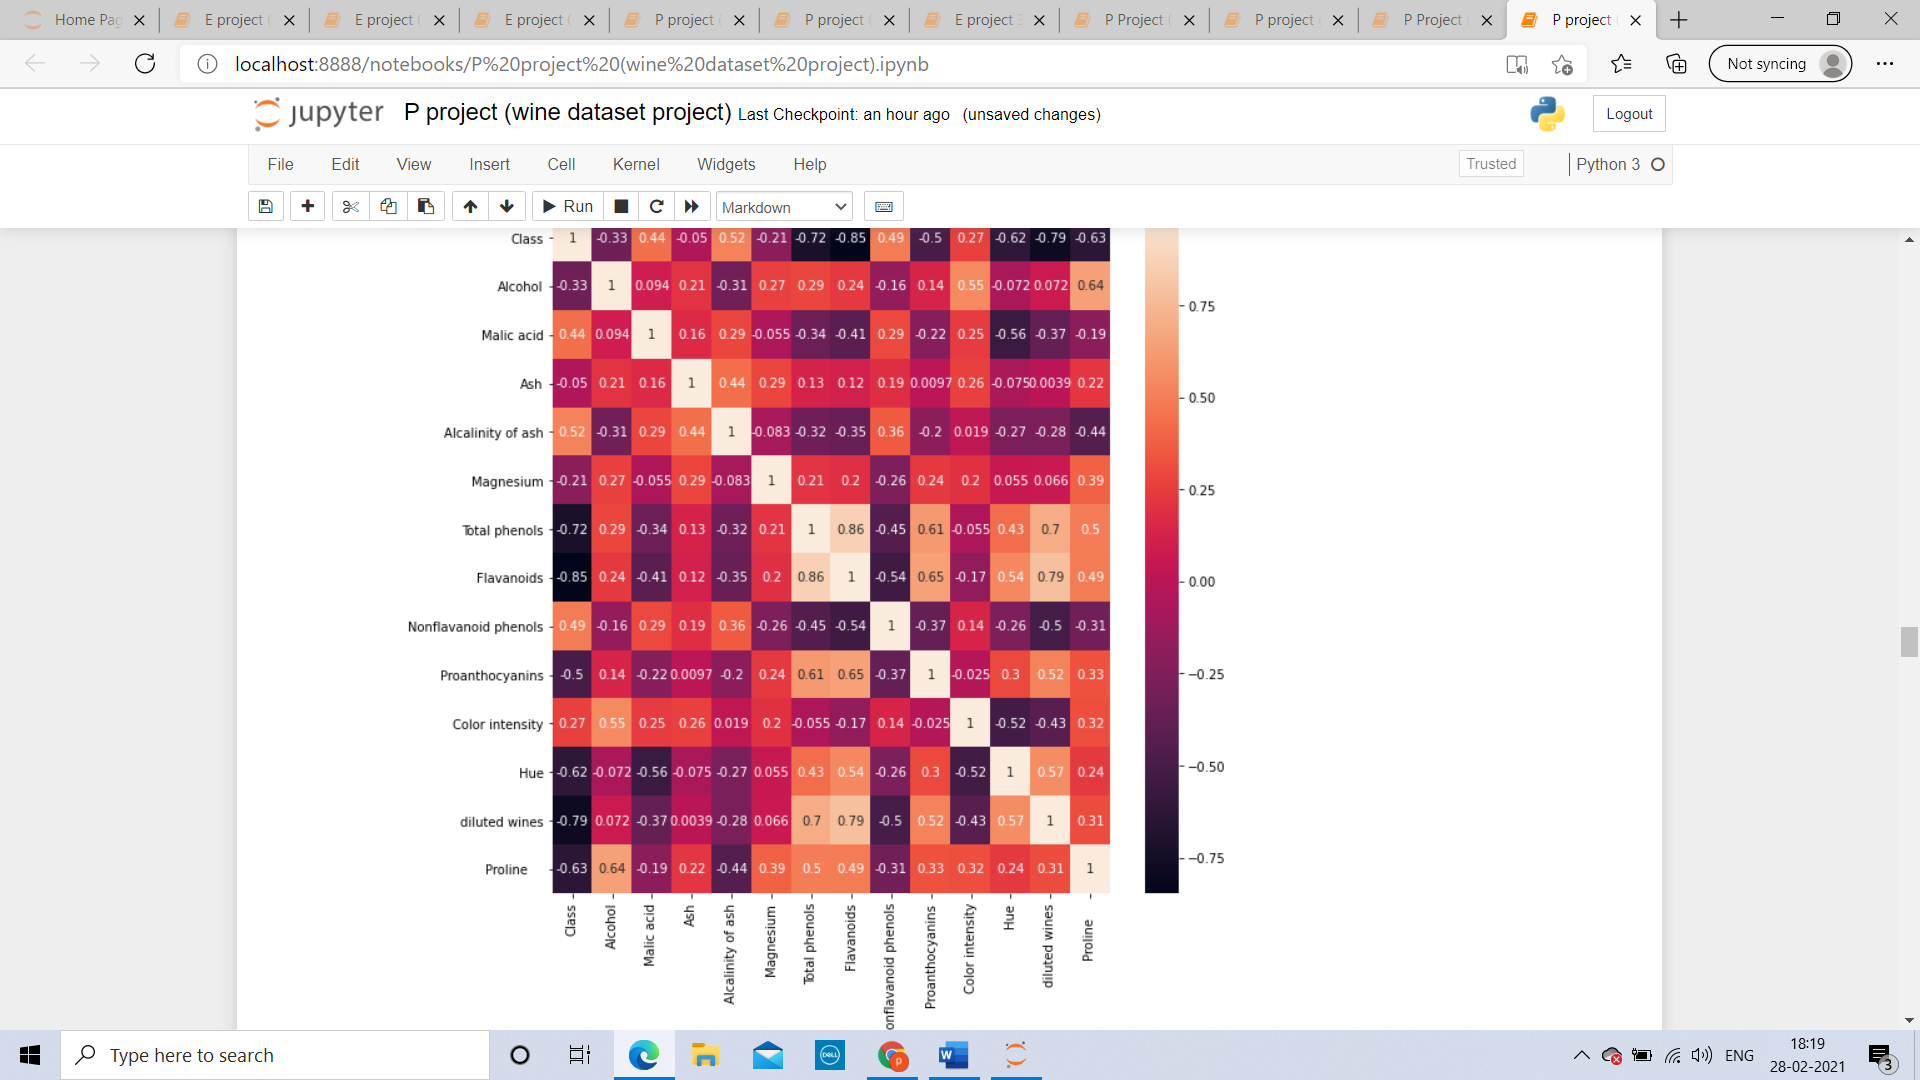 Home Pag
E project (
E project (
E project (
P project (
P project (
E project 3
P Project (
P project (
P Project (
P project (
localhost:8888/notebooks/P%20project%20(wine%20dataset%20project).ipynb
Not syncing
jupyter P project (wine dataset project) Last Checkpoint: an hour ago (unsaved changes)
Logout
File Edit View Insert Cell Kernel Widgets Help
Trusted
Python 3
Run
Markdown
Class 1 -0.33 0.44 -0.05 0.52 -0.21 -0.72 -0.85 0.49 -0.5 0.27 -0.62 -0.79 -0.63
Alcohol -0.33 1 0.094 0.21 -0.31 0.27 0.29 0.24 -0.16 0.14 0.55 -0.072 0.072 0.64
Malic acid 0.44 0.094 1 0.16 0.29 -0.055 -0.34 -0.41 0.29 -0.22 0.25 -0.56 -0.37 -0.19
Ash -0.05 0.21 0.16 1 0.44 0.29 0.13 0.12 0.19 0.0097 0.26 -0.075 0.0039 0.22
Alcalinity of ash 0.52 -0.31 0.29 0.44 1 -0.083 -0.32 -0.35 0.36 -0.2 0.019 -0.27 -0.28 -0.44
Magnesium -0.21 0.27 -0.055 0.29 -0.083 1 0.21 0.2 -0.26 0.24 0.2 0.055 0.066 0.39
Total phenols -0.72 0.29 -0.34 0.13 -0.32 0.21 1 0.86 -0.45 0.61 -0.055 0.43 0.7 0.5
Flavanoids -0.85 0.24 -0.41 0.12 -0.35 0.2 0.86 1 -0.54 0.65 -0.17 0.54 0.79 0.49
Nonflavanoid phenols 0.49 -0.16 0.29 0.19 0.36 -0.26 -0.45 -0.54 1 -0.37 0.14 -0.26 -0.5 -0.31
Proanthocyanins -0.5 0.14 -0.22 0.0097 -0.2 0.24 0.61 0.65 -0.37 1 -0.025 0.3 0.52 0.33
Color intensity 0.27 0.55 0.25 0.26 0.019 0.2 -0.055 -0.17 0.14 -0.025 1 -0.52 -0.43 0.32
Hue -0.62 -0.072 -0.56 -0.075 -0.27 0.055 0.43 0.54 -0.26 0.3 -0.52 1 0.57 0.24
diluted wines -0.79 0.072 -0.37 0.0039 -0.28 0.066 0.7 0.79 -0.5 0.52 -0.43 0.57 1 0.31
Proline -0.63 0.64 -0.19 0.22 -0.44 0.39 0.5 0.49 -0.31 0.33 0.32 0.24 0.31 1
Class
Alcohol
Malic acid
Ash
Alcalinity of ash
Magnesium
Total phenols
Flavanoids
onflavanoid phenols
Proanthocyanins
Color intensity
Hue
diluted wines
Proline
0.75
0.50
0.25
0.00
-0.25
-0.50
-0.75
Type here to search
DELL
p
W
ENG
18:19
28-02-2021
3